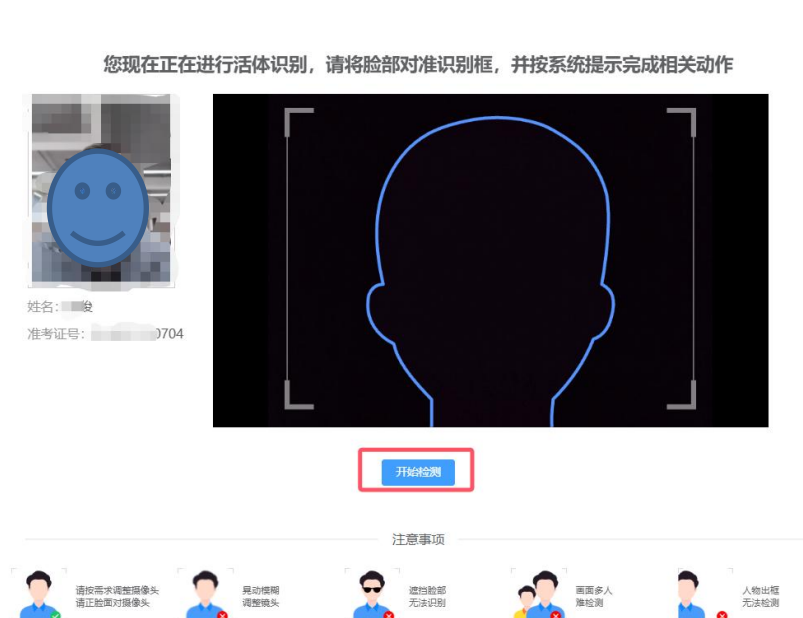 您现在正在进行活体识别，请将脸部对准识别框，并按系统提示完成相关动作
姓名：俊
准考证号：0704
开始检测
注意事项
请按需求调整摄像头
请正脸面对摄像头
晃动模糊
调整镜头
遮挡脸部
无法识别
画面多人
难检测
人物出框
无法检测